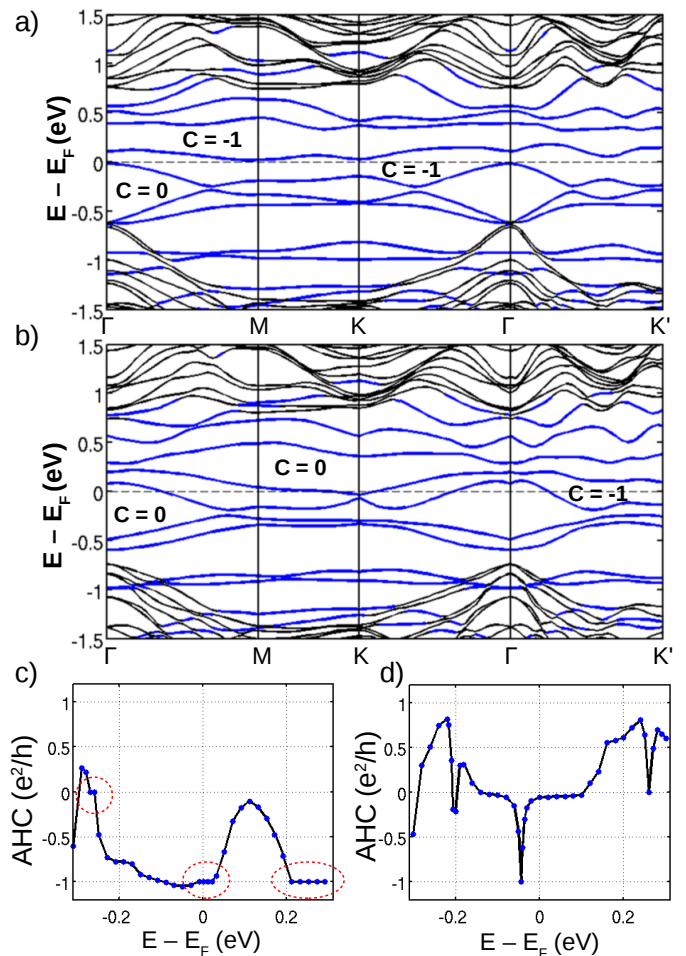 a)
1.5
1
0.5
0
-0.5
-1
-1.5
E − E_F (eV)
C = -1
C = -1
C = 0
Γ M K Γ K'
b)
1.5
1
0.5
0
-0.5
-1
-1.5
E − E_F (eV)
C = 0
C = 0
C = -1
Γ M K Γ K'
c)
1
0.5
0
-0.5
-1
AHC (e²/h)
-0.2 0 0.2
E − E_F (eV)
d)
1
0.5
0
-0.5
-1
AHC (e²/h)
-0.2 0 0.2
E − E_F (eV)